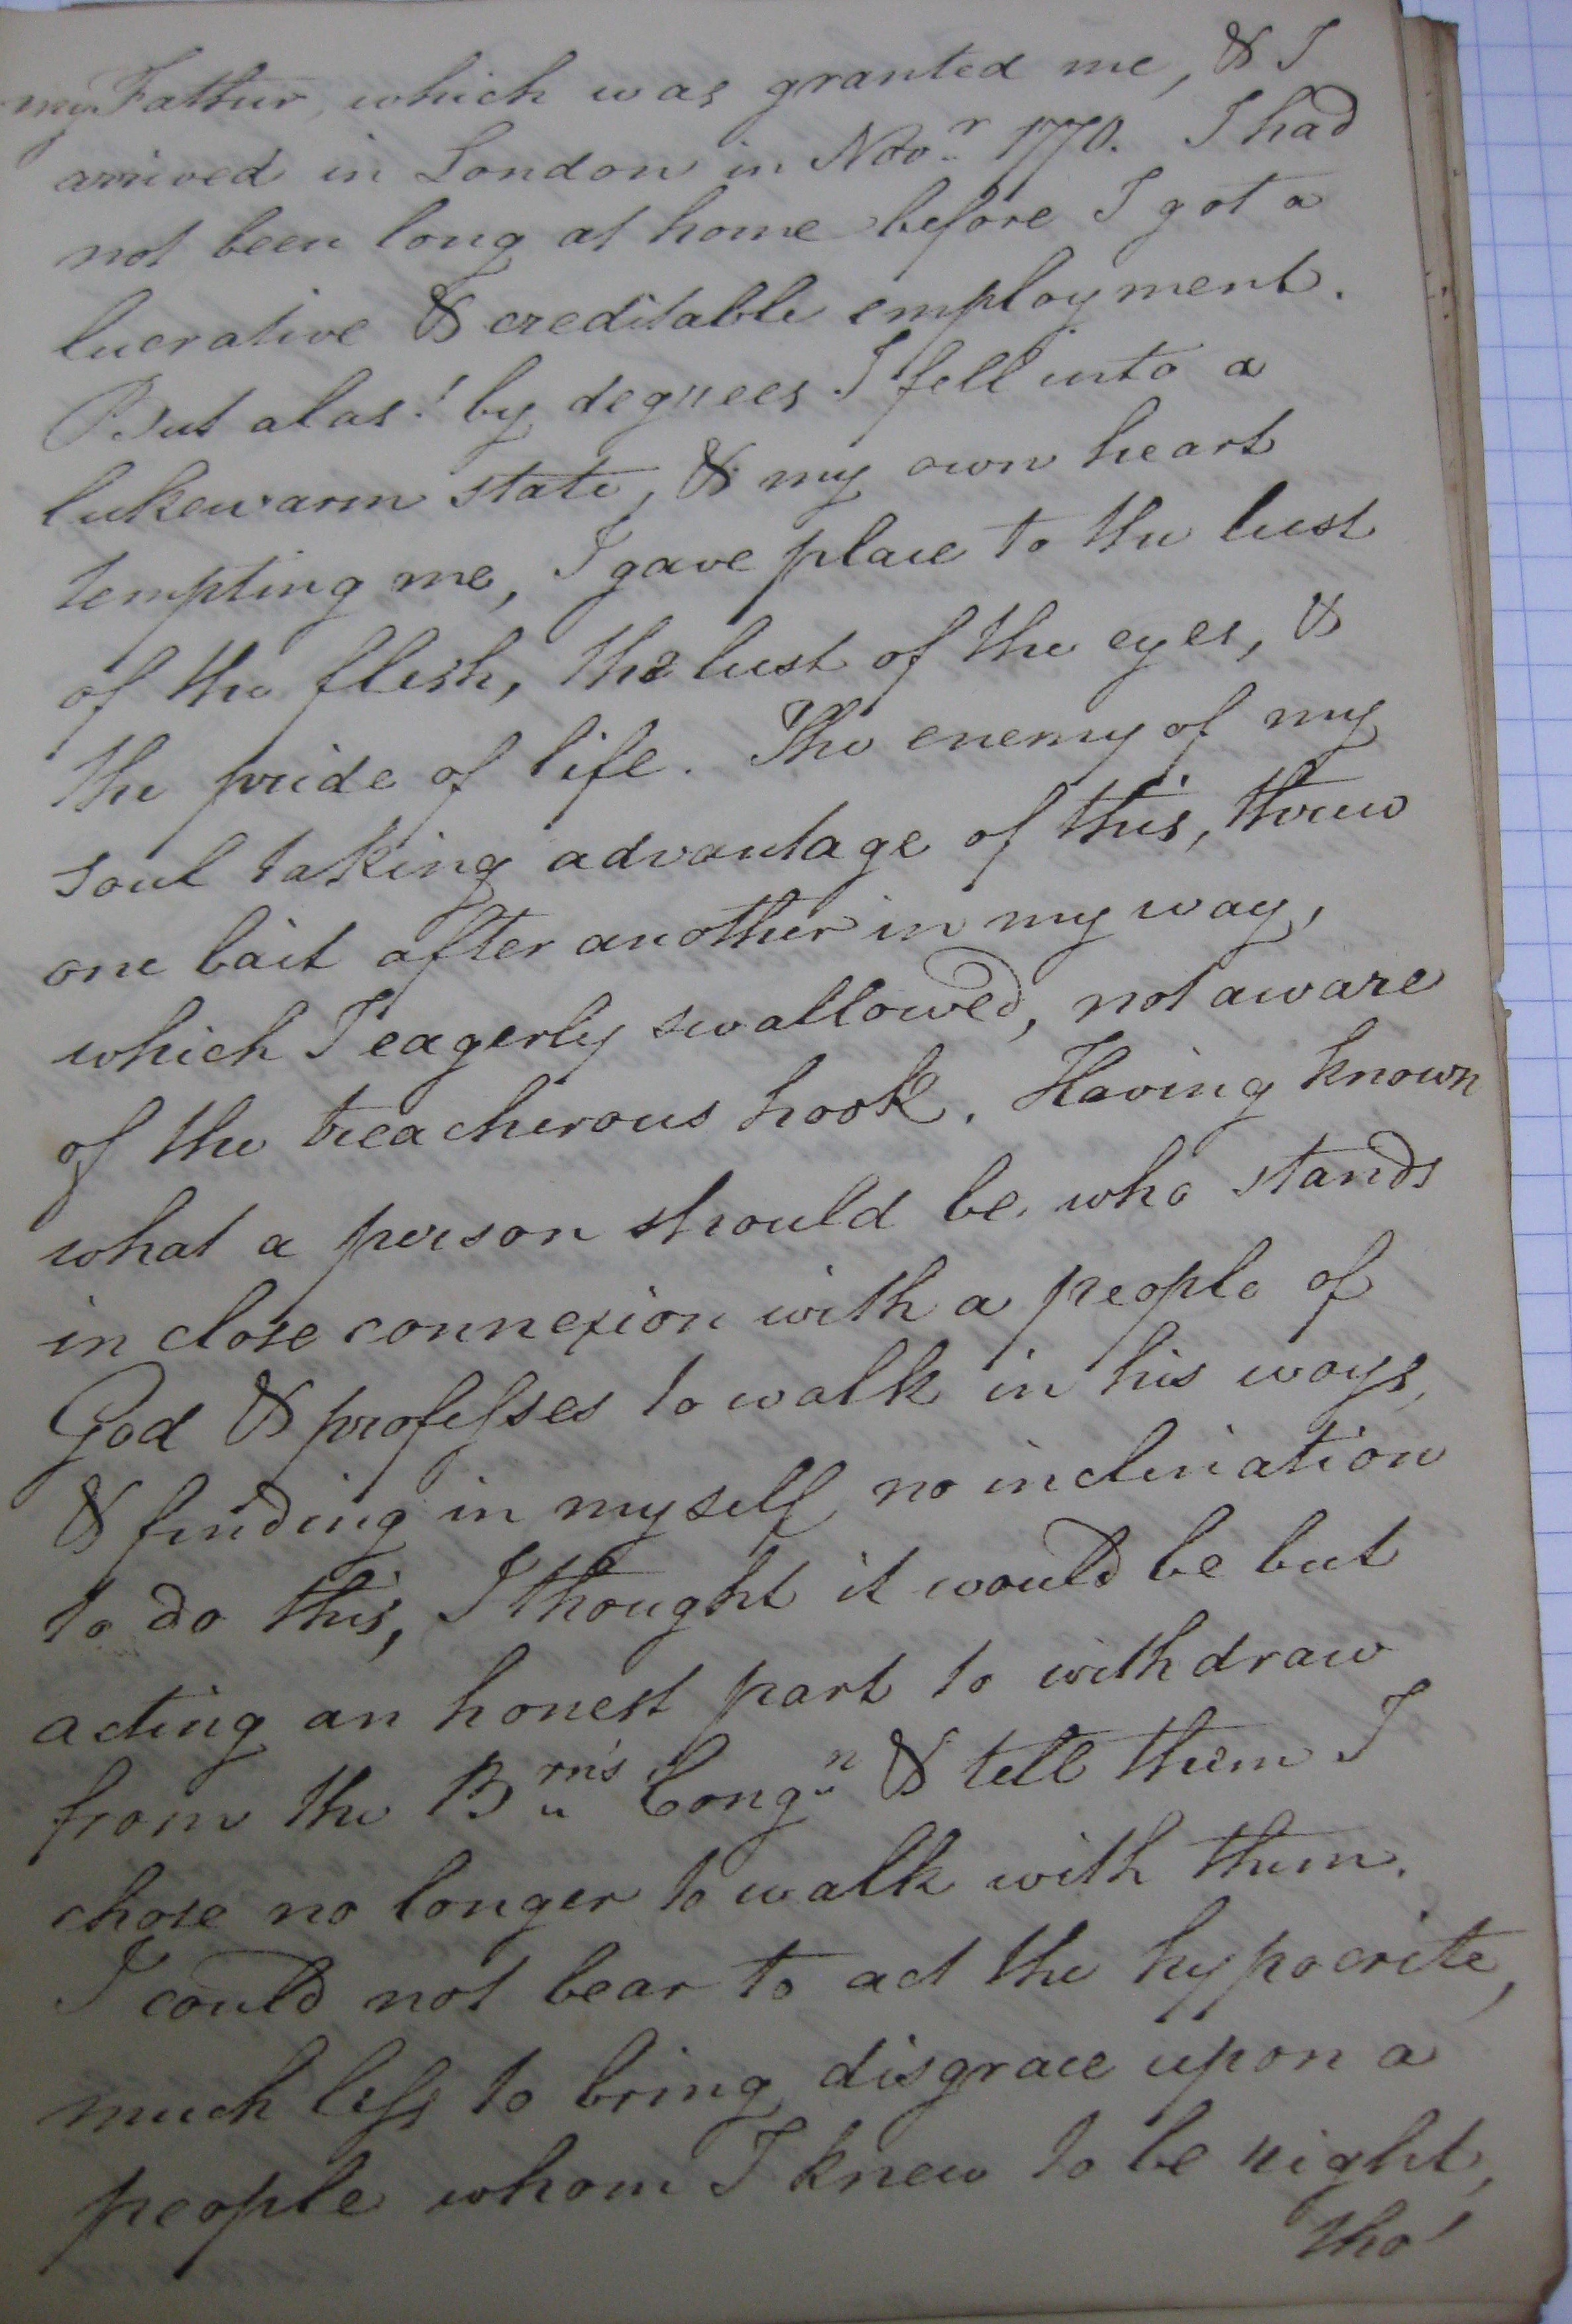 my Father, which was granted me, & I
arrived in London in Novr 1770. I had
not been long at home before I got a
lucrative & creditable employment.
But alas! by degrees I fell into a
lukewarm state, & my own heart
tempting me, I gave place to the lust
of the flesh, the lust of the eyes, &
the pride of life. The enemy of my
soul taking advantage of this, threw
one bait after another in my way,
which I eagerly swallowed, not aware
of the treacherous hook. Having known
what a person should be, who stands
in close connexion with a people of
God & professes to walk in his ways,
& finding in myself no inclination
to do this, I thought it would be but
acting an honest part to withdraw
from the Brn's Congn & tell them I
chose no longer to walk with them.
I could not bear to act the hypocrite,
much less to bring disgrace upon a
people whom I knew to be right,
tho'